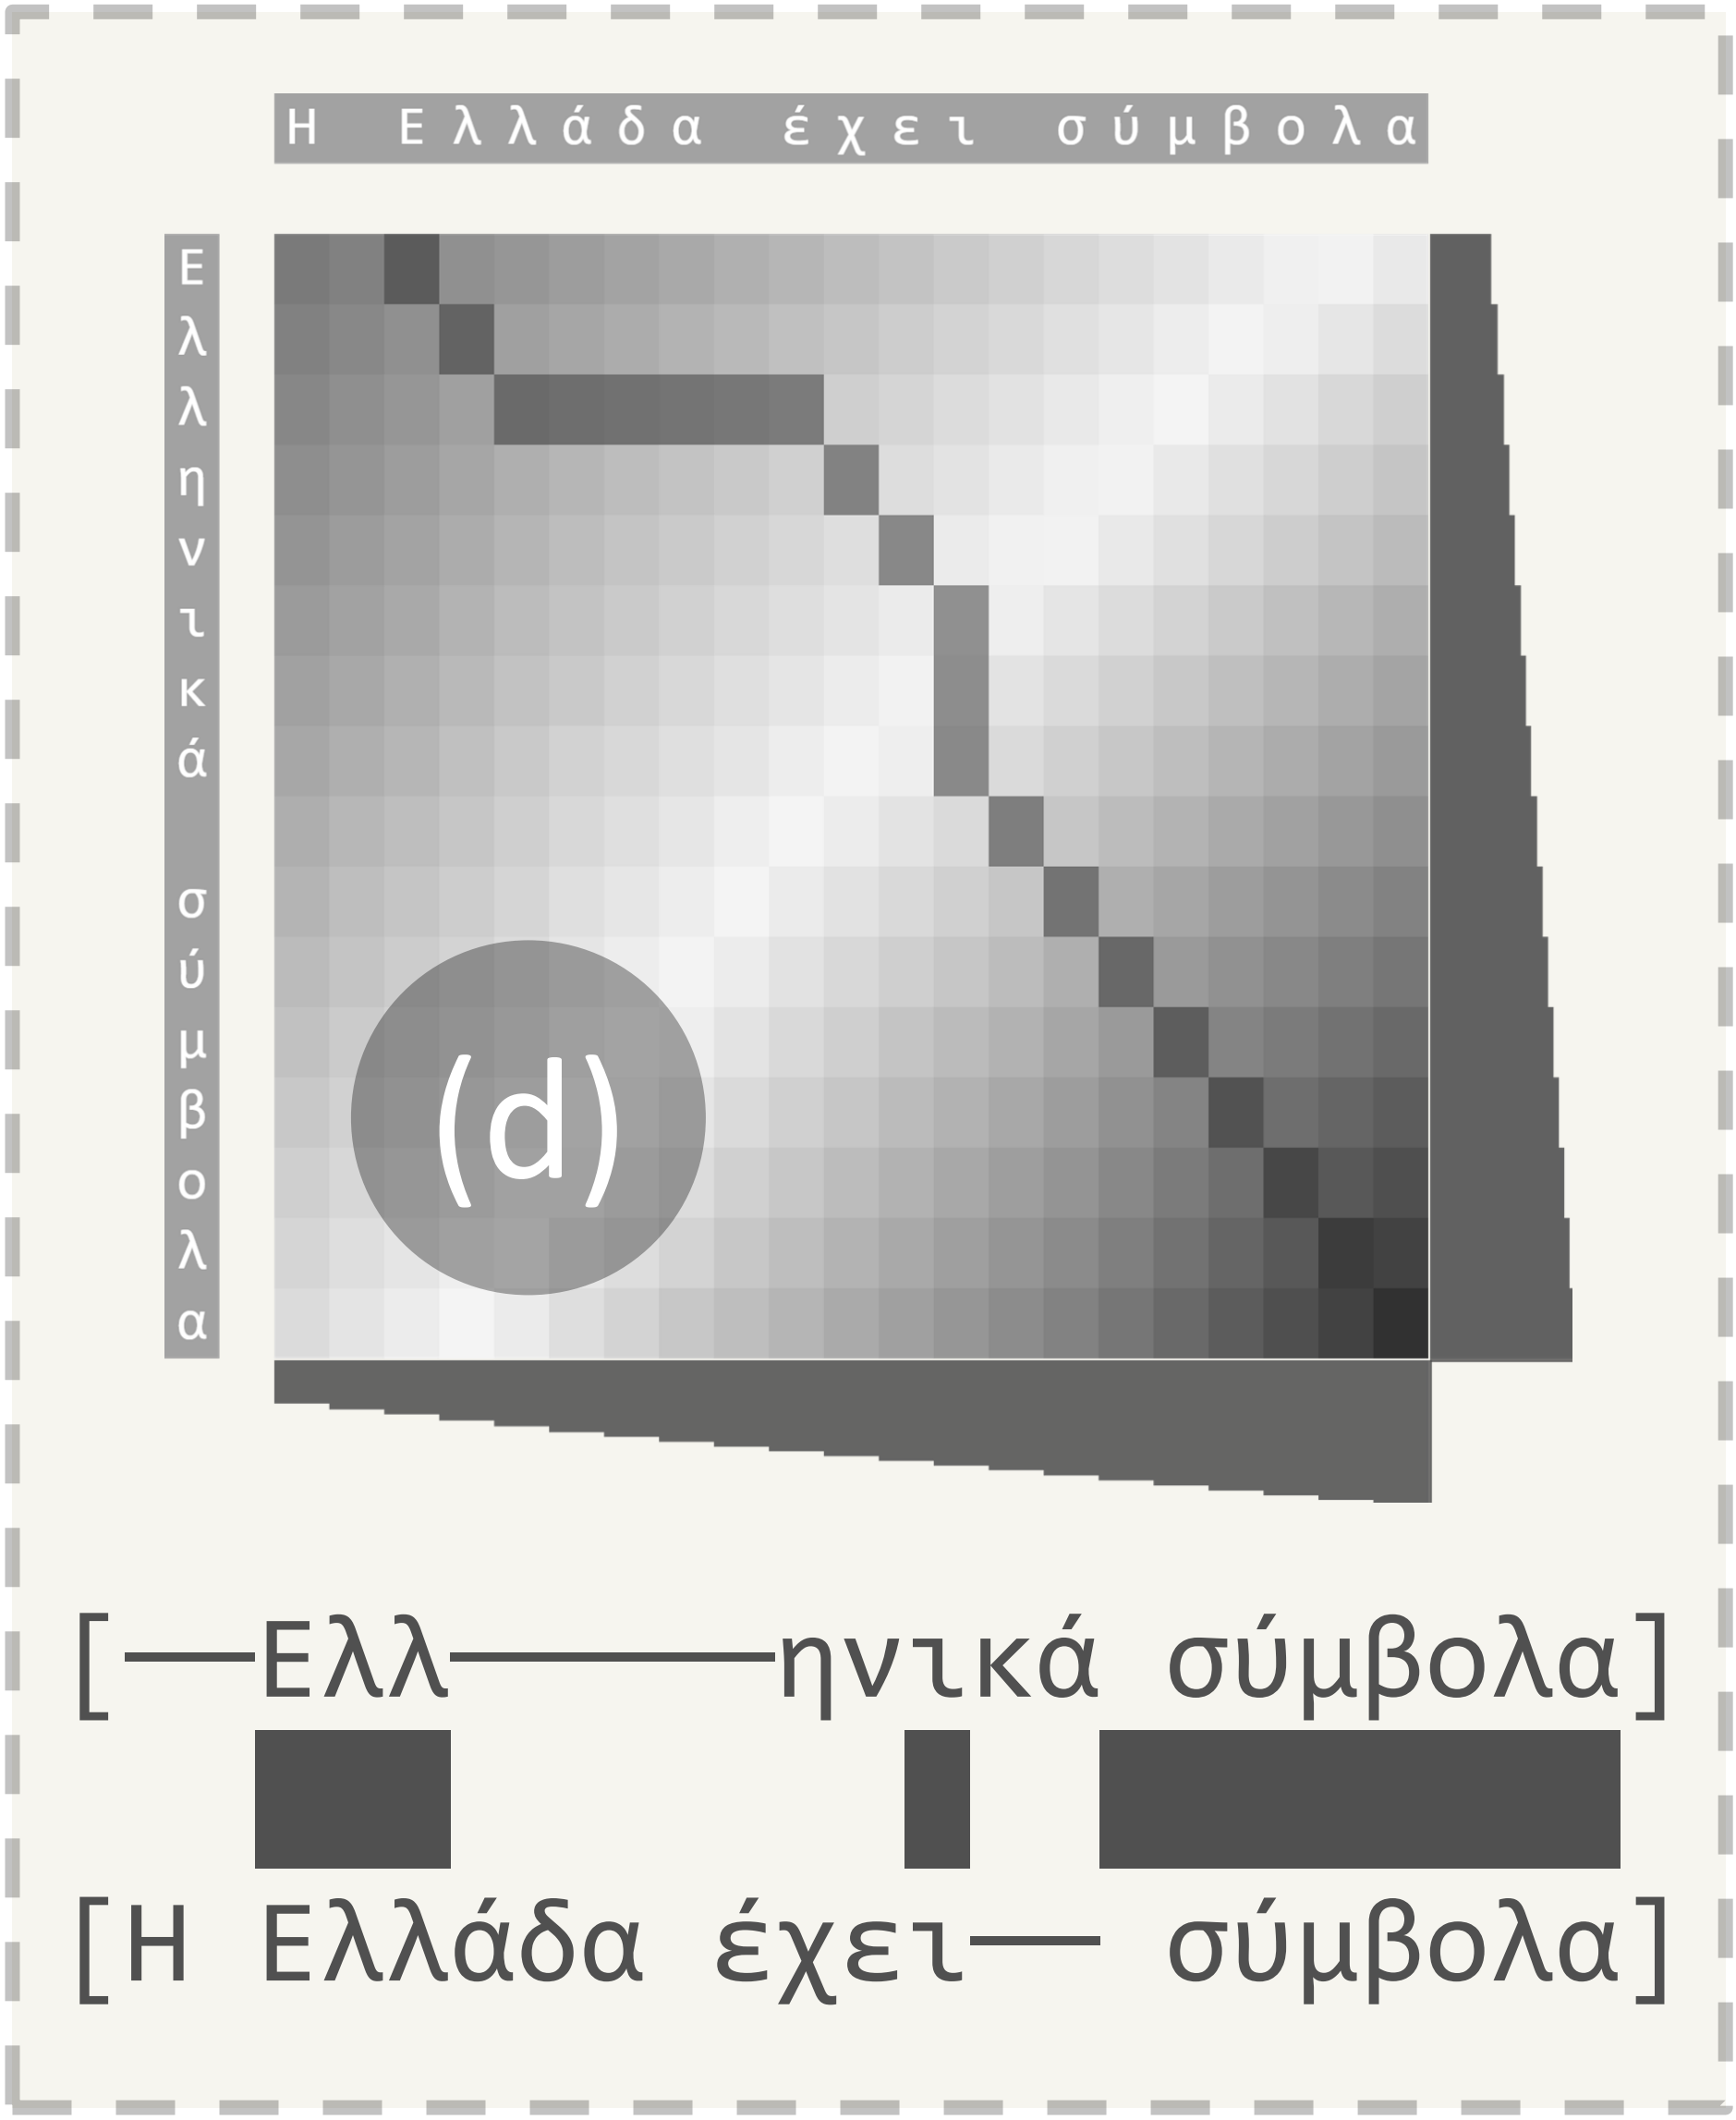 Η Ελλάδα έχει σύμβολα
Ελληνικά σύμβολα
(d)
[——Ελλ—————ηνικά σύμβολα]
[Η Ελλάδα έχει—— σύμβολα]